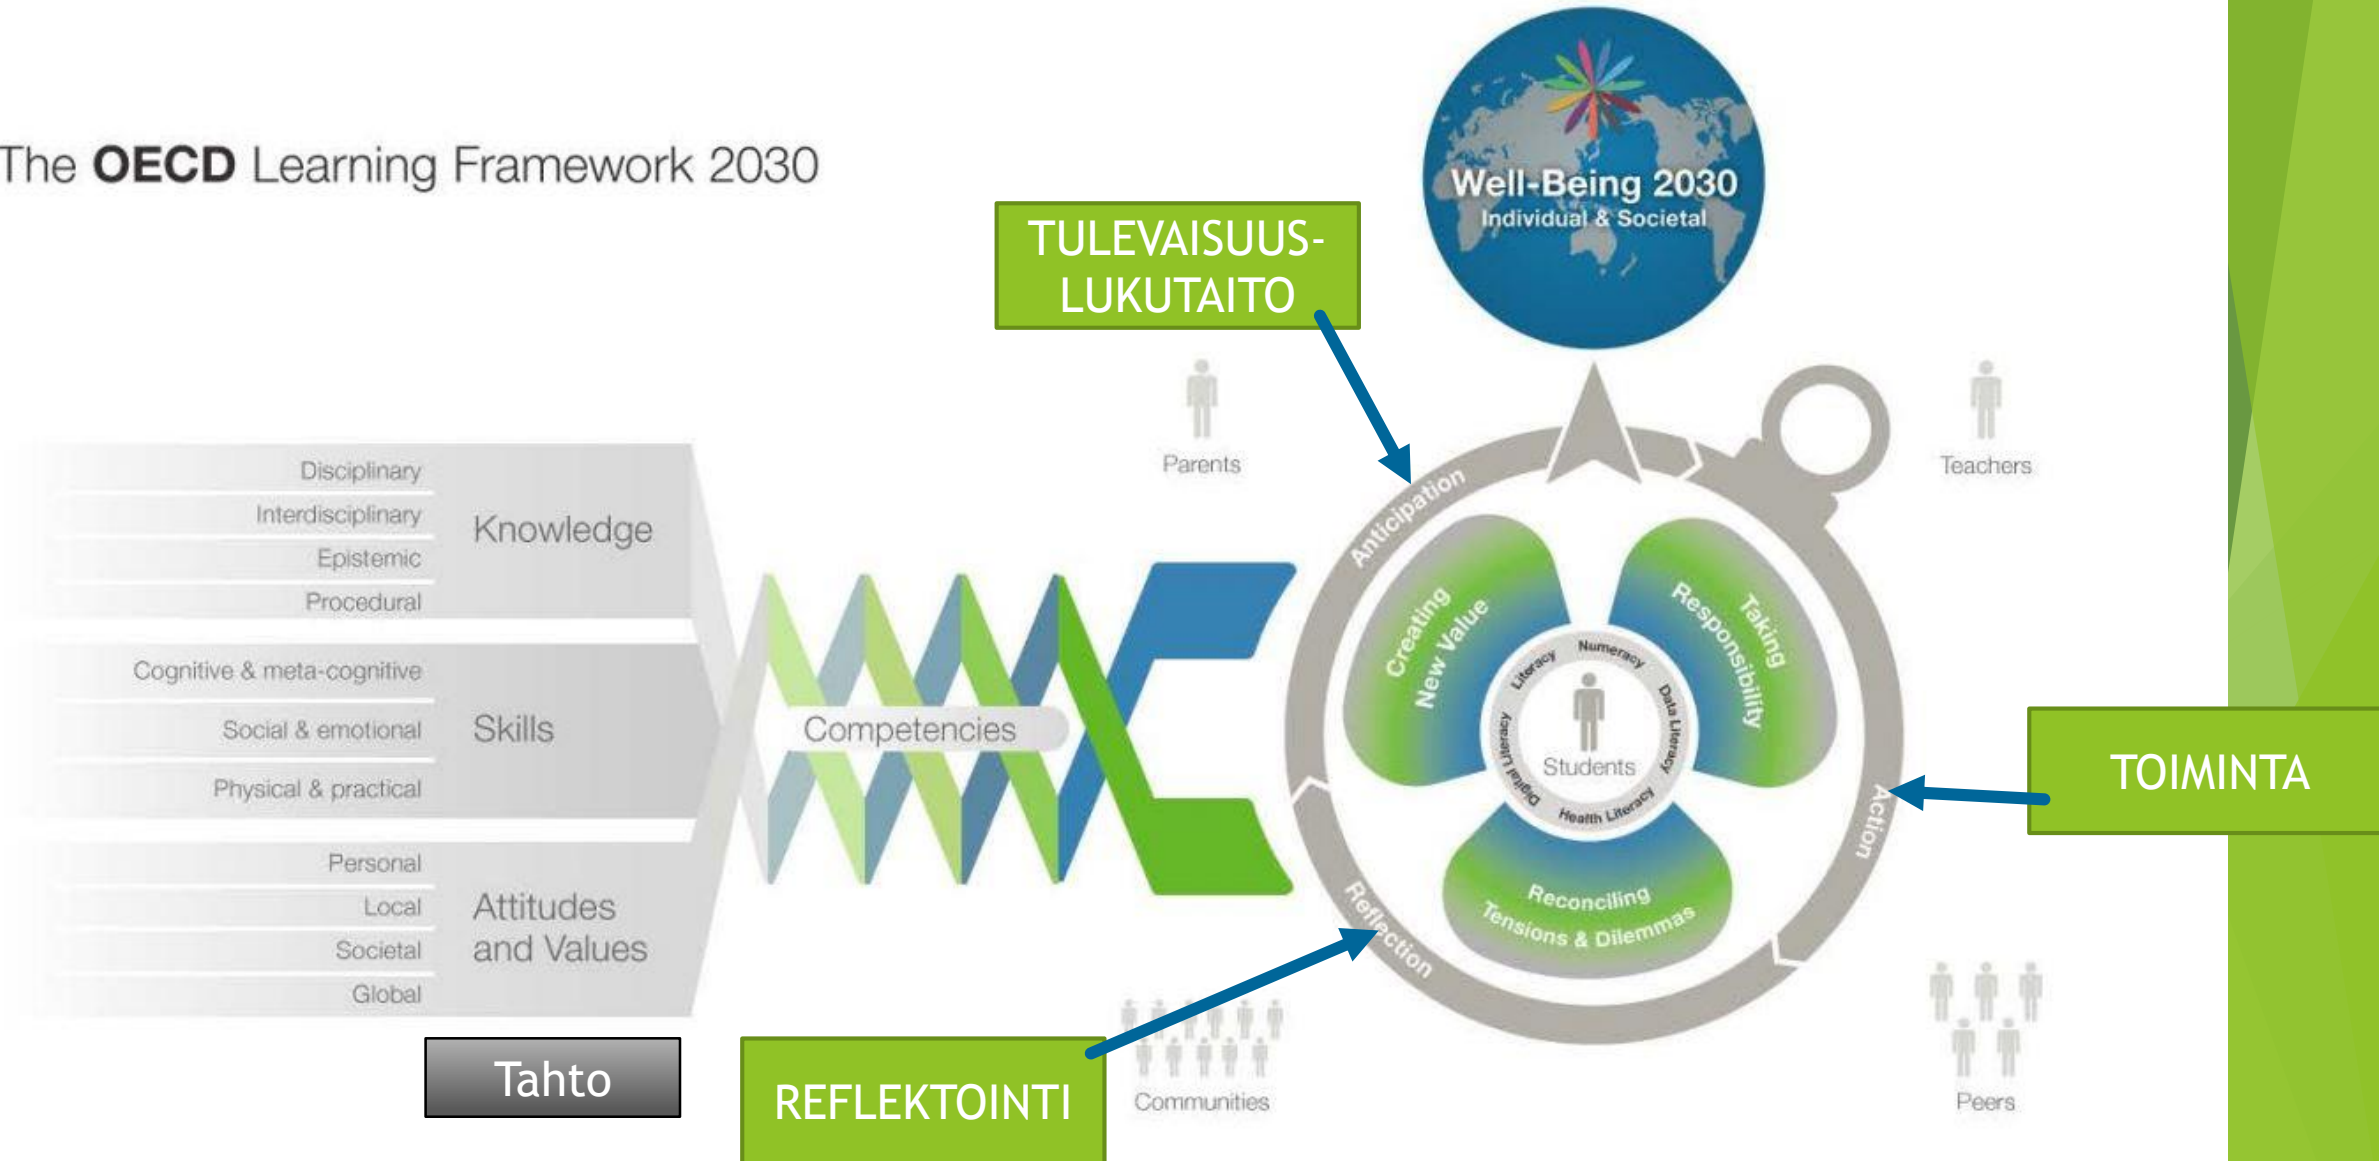 The OECD Learning Framework 2030
Well-Being 2030
Individual & Societal
TULEVAISUUS-
LUKUTAITO
Parents
Teachers
Disciplinary
Interdisciplinary
Epistemic
Procedural
Knowledge
Cognitive & meta-cognitive
Social & emotional
Physical & practical
Skills
Personal
Local
Societal
Global
Attitudes
and Values
Competencies
Anticipation
Action
Reflection
Creating
New Value
Taking
Responsibility
Reconciling
Tensions & Dilemmas
Literacy
Numeracy
Data Literacy
Health Literacy
Digital Literacy
Students
TOIMINTA
Tahto
REFLEKTOINTI
Communities
Peers